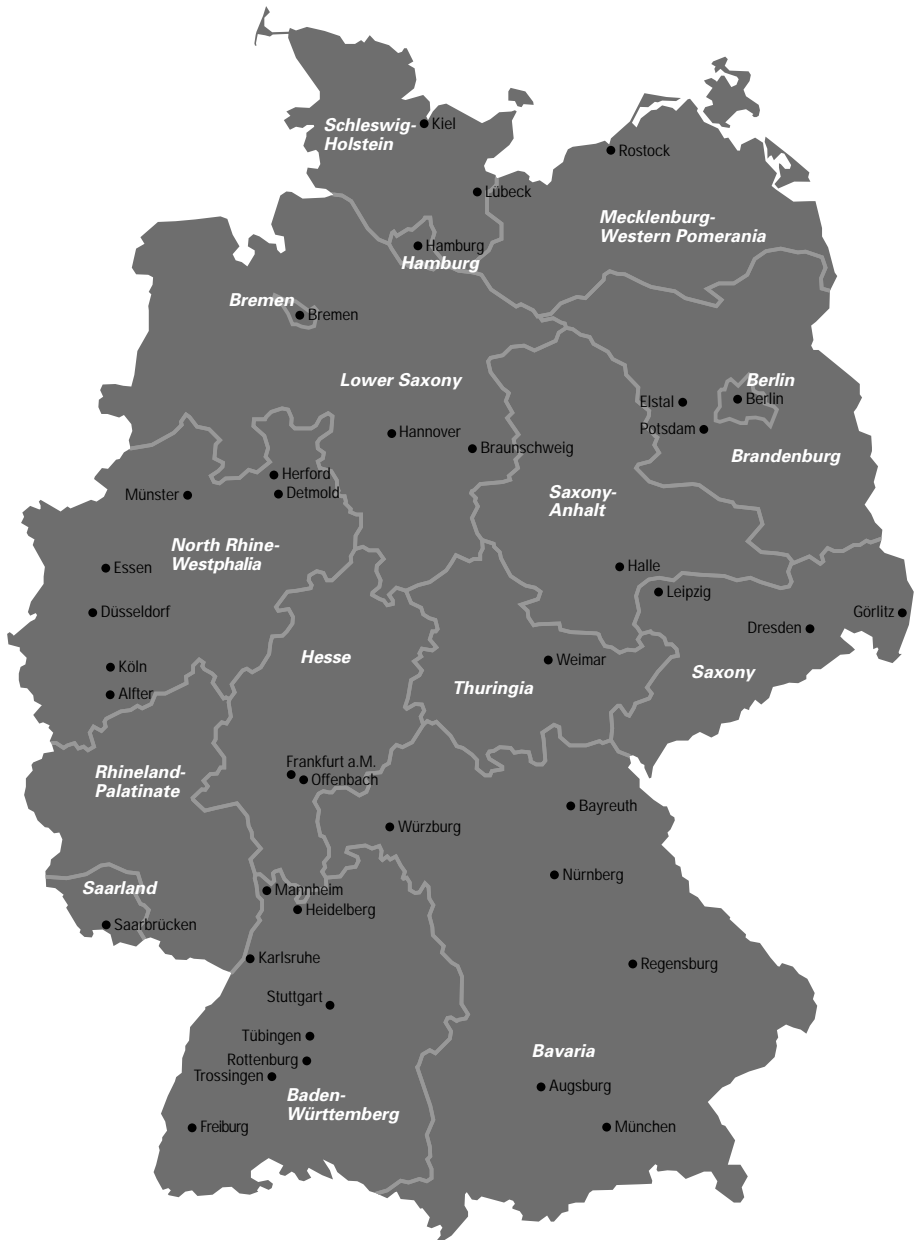 Schleswig-
Holstein
Kiel
Rostock
Lübeck
Mecklenburg-
Western Pomerania
Hamburg
Hamburg
Bremen
Bremen
Lower Saxony
Berlin
Berlin
Elstal
Potsdam
Hannover
Braunschweig
Brandenburg
Herford
Detmold
Münster
Saxony-
Anhalt
North Rhine-
Westphalia
Essen
Halle
Leipzig
Düsseldorf
Görlitz
Dresden
Hesse
Weimar
Köln
Alfter
Thuringia
Saxony
Frankfurt a.M.
Offenbach
Rhineland-
Palatinate
Bayreuth
Würzburg
Nürnberg
Saarland
Mannheim
Heidelberg
Saarbrücken
Karlsruhe
Regensburg
Stuttgart
Tübingen
Rottenburg
Trossingen
Bavaria
Baden-
Württemberg
Augsburg
Freiburg
München